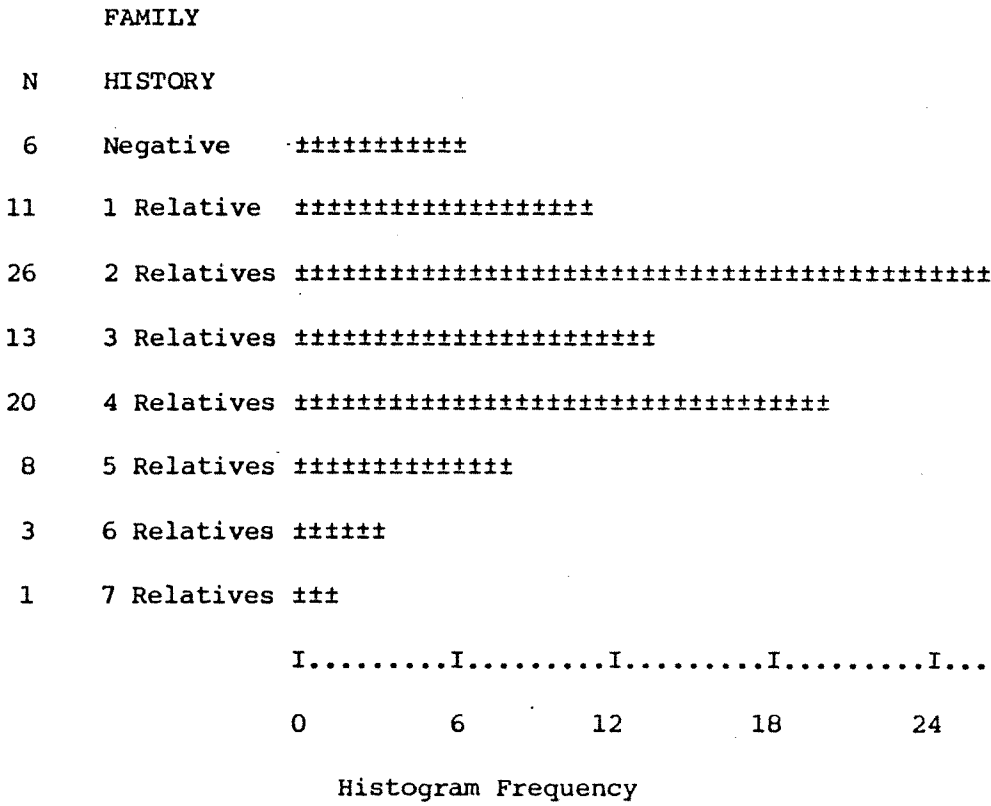 FAMILY
N HISTORY
6 Negative ±±±±±±±±±±±
11 1 Relative ±±±±±±±±±±±±±±±±±±±
26 2 Relatives ±±±±±±±±±±±±±±±±±±±±±±±±±±±±±±±±±±±±±±±±±±±±
13 3 Relatives ±±±±±±±±±±±±±±±±±±±±±±±
20 4 Relatives ±±±±±±±±±±±±±±±±±±±±±±±±±±±±±±±±±±
8 5 Relatives ±±±±±±±±±±±±±±
3 6 Relatives ±±±±±±
1 7 Relatives ±±±
I.........I.........I.........I.........I...
0 6 12 18 24
Histogram Frequency